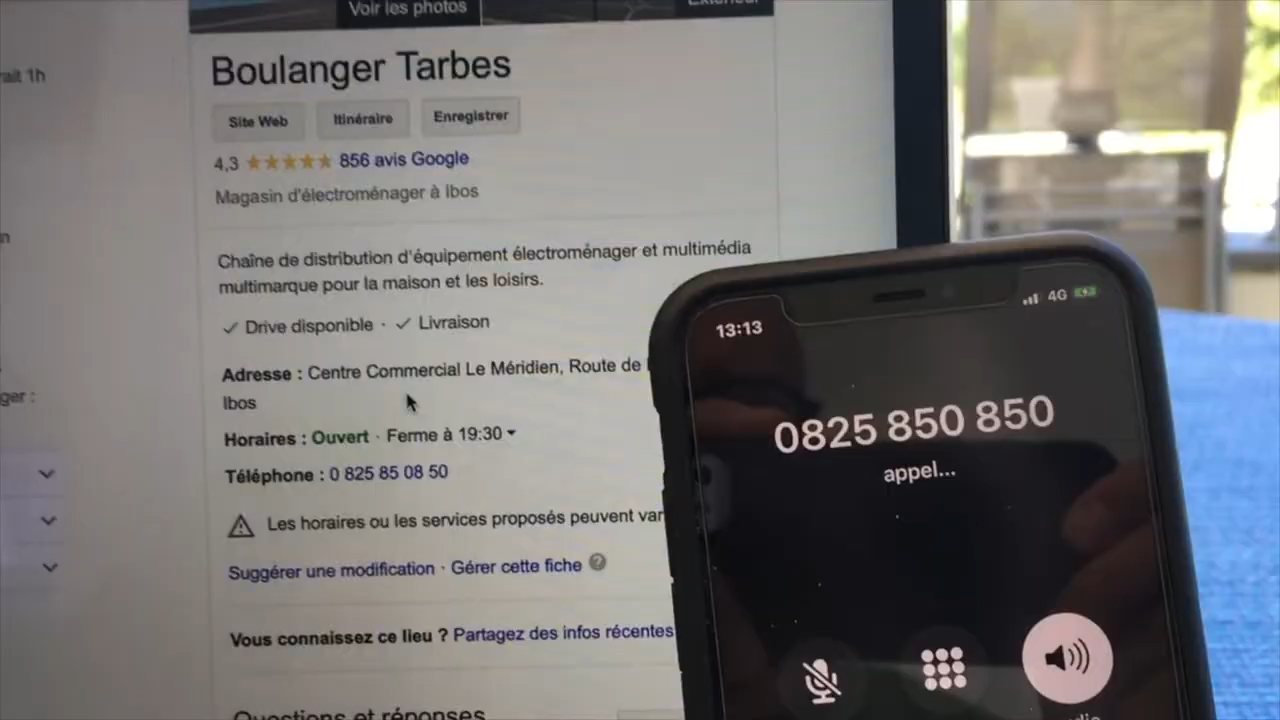 Voir les photos
rait 1h
Boulanger Tarbes
Site Web
Itinéraire
Enregistrer
4,3
856 avis Google
Magasin d'électroménager à Ibos
n
Chaîne de distribution d'équipement électroménager et multimédia
multimarque pour la maison et les loisirs.
Drive disponible · Livraison
Adresse : Centre Commercial Le Méridien, Route de
Ibos
ger :
Horaires : Ouvert · Ferme à 19:30
Téléphone : 0 825 85 08 50
Les horaires ou les services proposés peuvent var
Suggérer une modification · Gérer cette fiche
?
Vous connaissez ce lieu ? Partagez des infos récentes
Questions et réponses
13:13
4G
0825 850 850
appel...